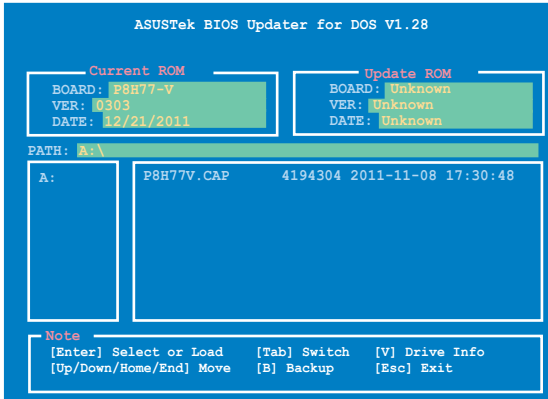 ASUSTek BIOS Updater for DOS V1.28
Current ROM
BOARD: P8H77-V
VER: 0303
DATE: 12/21/2011
Update ROM
BOARD: Unknown
VER: Unknown
DATE: Unknown
PATH: A:\
A:
P8H77V.CAP 4194304 2011-11-08 17:30:48
Note
[Enter] Select or Load [Tab] Switch [V] Drive Info
[Up/Down/Home/End] Move [B] Backup [Esc] Exit